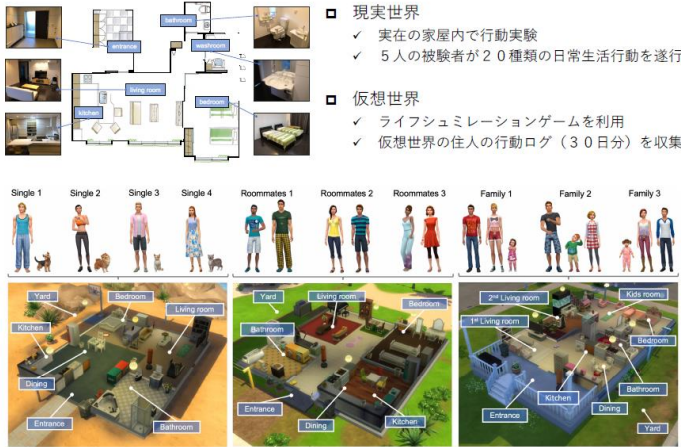 bathroom
entrance
washroom
living room
bedroom
kitchen
現実世界
✓ 実在の家屋内で行動実験
✓ 5人の被験者が20種類の日常生活行動を遂行
仮想世界
✓ ライフシュミレーションゲームを利用
✓ 仮想世界の住人の行動ログ(30日分)を収集
Single 1
Single 2
Single 3
Single 4
Roommates 1
Roommates 2
Roommates 3
Family 1
Family 2
Family 3
Yard
Bedroom
Living room
Kitchen
Dining
Entrance
Bathroom
Yard
Living room
Bedroom
Bathroom
Entrance
Dining
Kitchen
2nd Living room
Kids room
1st Living room
Bedroom
Bathroom
Kitchen
Dining
Entrance
Yard